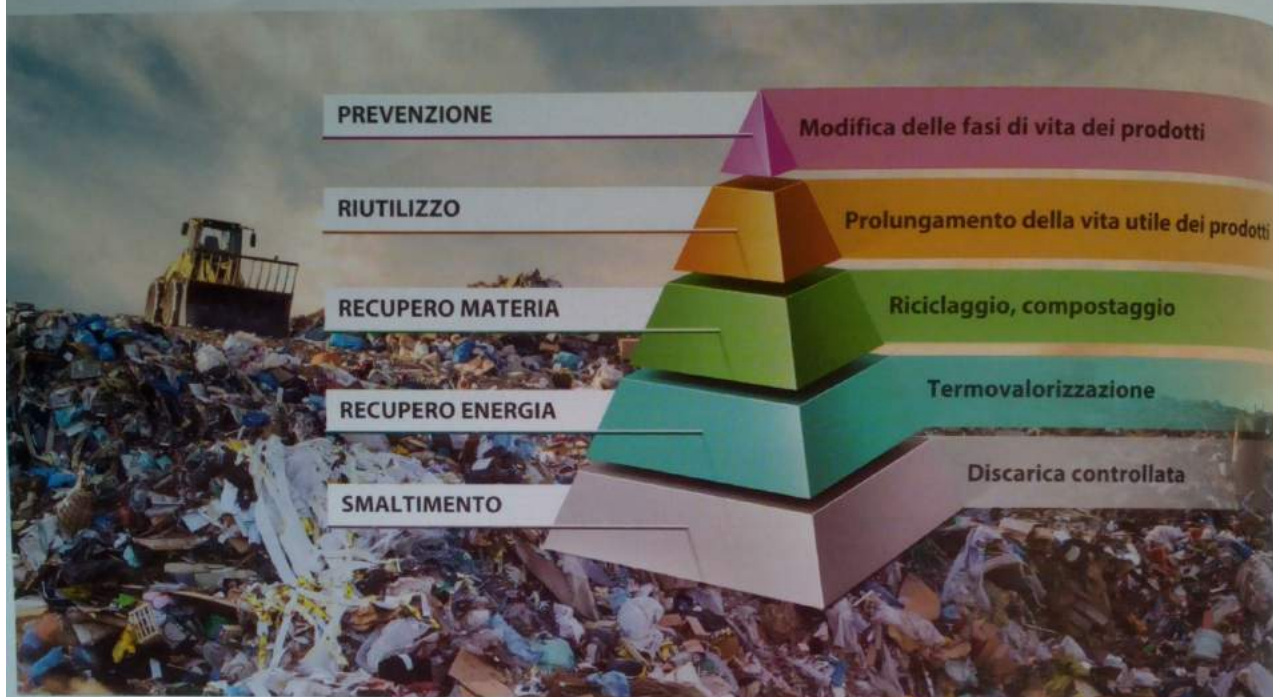 PREVENZIONE
Modifica delle fasi di vita dei prodotti
RIUTILIZZO
Prolungamento della vita utile dei prodotti
RECUPERO MATERIA
Riciclaggio, compostaggio
RECUPERO ENERGIA
Termovalorizzazione
SMALTIMENTO
Discarica controllata